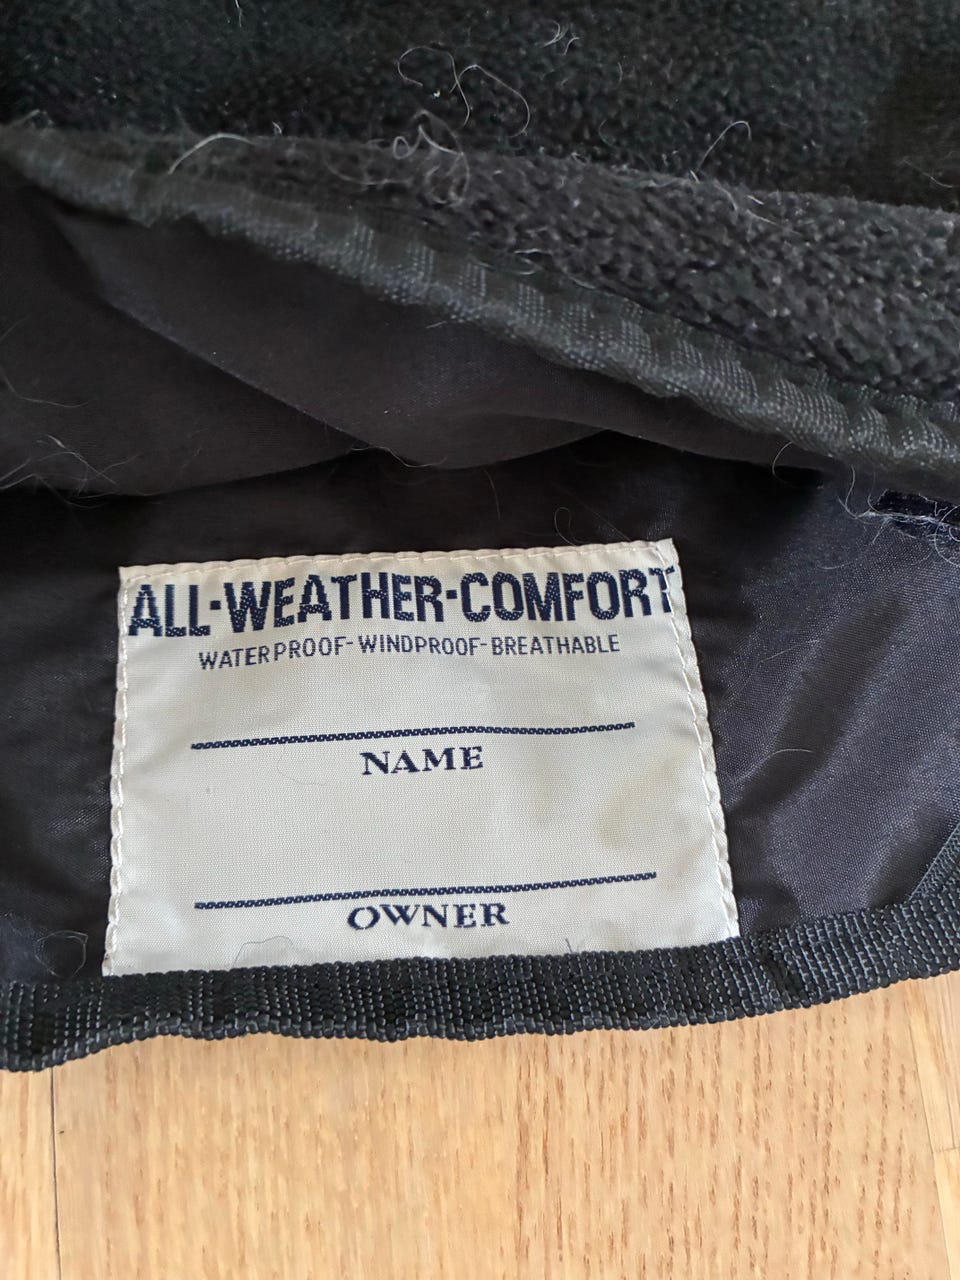 ALL-WEATHER-COMFORT
WATERPROOF-WINDPROOF-BREATHABLE
NAME
OWNER